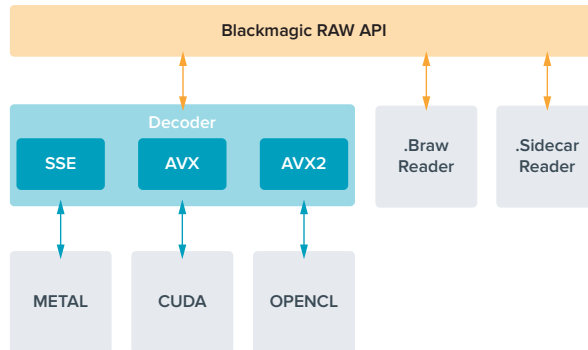 Blackmagic RAW API
Decoder
SSE
AVX
AVX2
.Braw
Reader
.Sidecar
Reader
METAL
CUDA
OPENCL